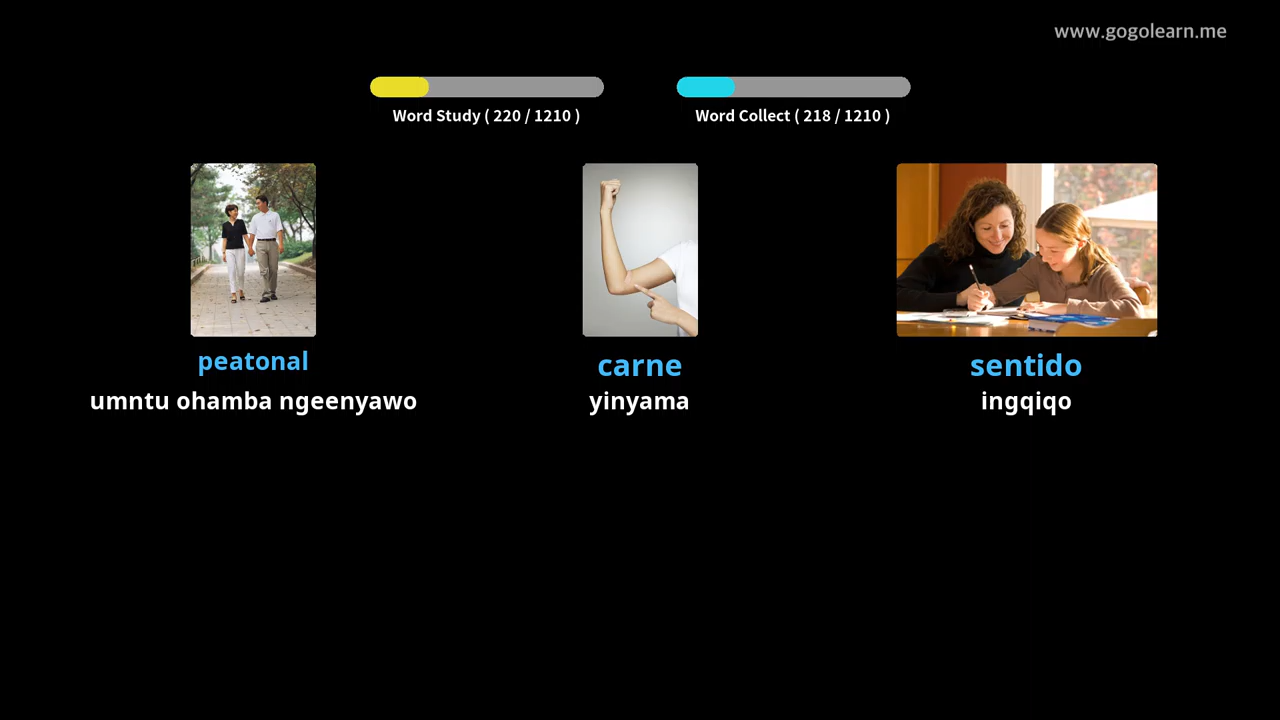 www.gogolearn.me
Word Study ( 220 / 1210 )
Word Collect ( 218 / 1210 )
peatonal
umntu ohamba ngeenyawo
carne
yinyama
sentido
ingqiqo